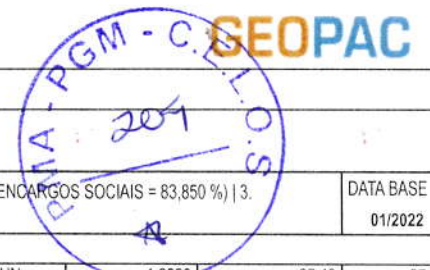 GEOPAC
PMA - PGM - C.E.L.O.S
209
ENCARGOS SOCIAIS = 83,850 %) | 3.
DATA BASE
01/2022